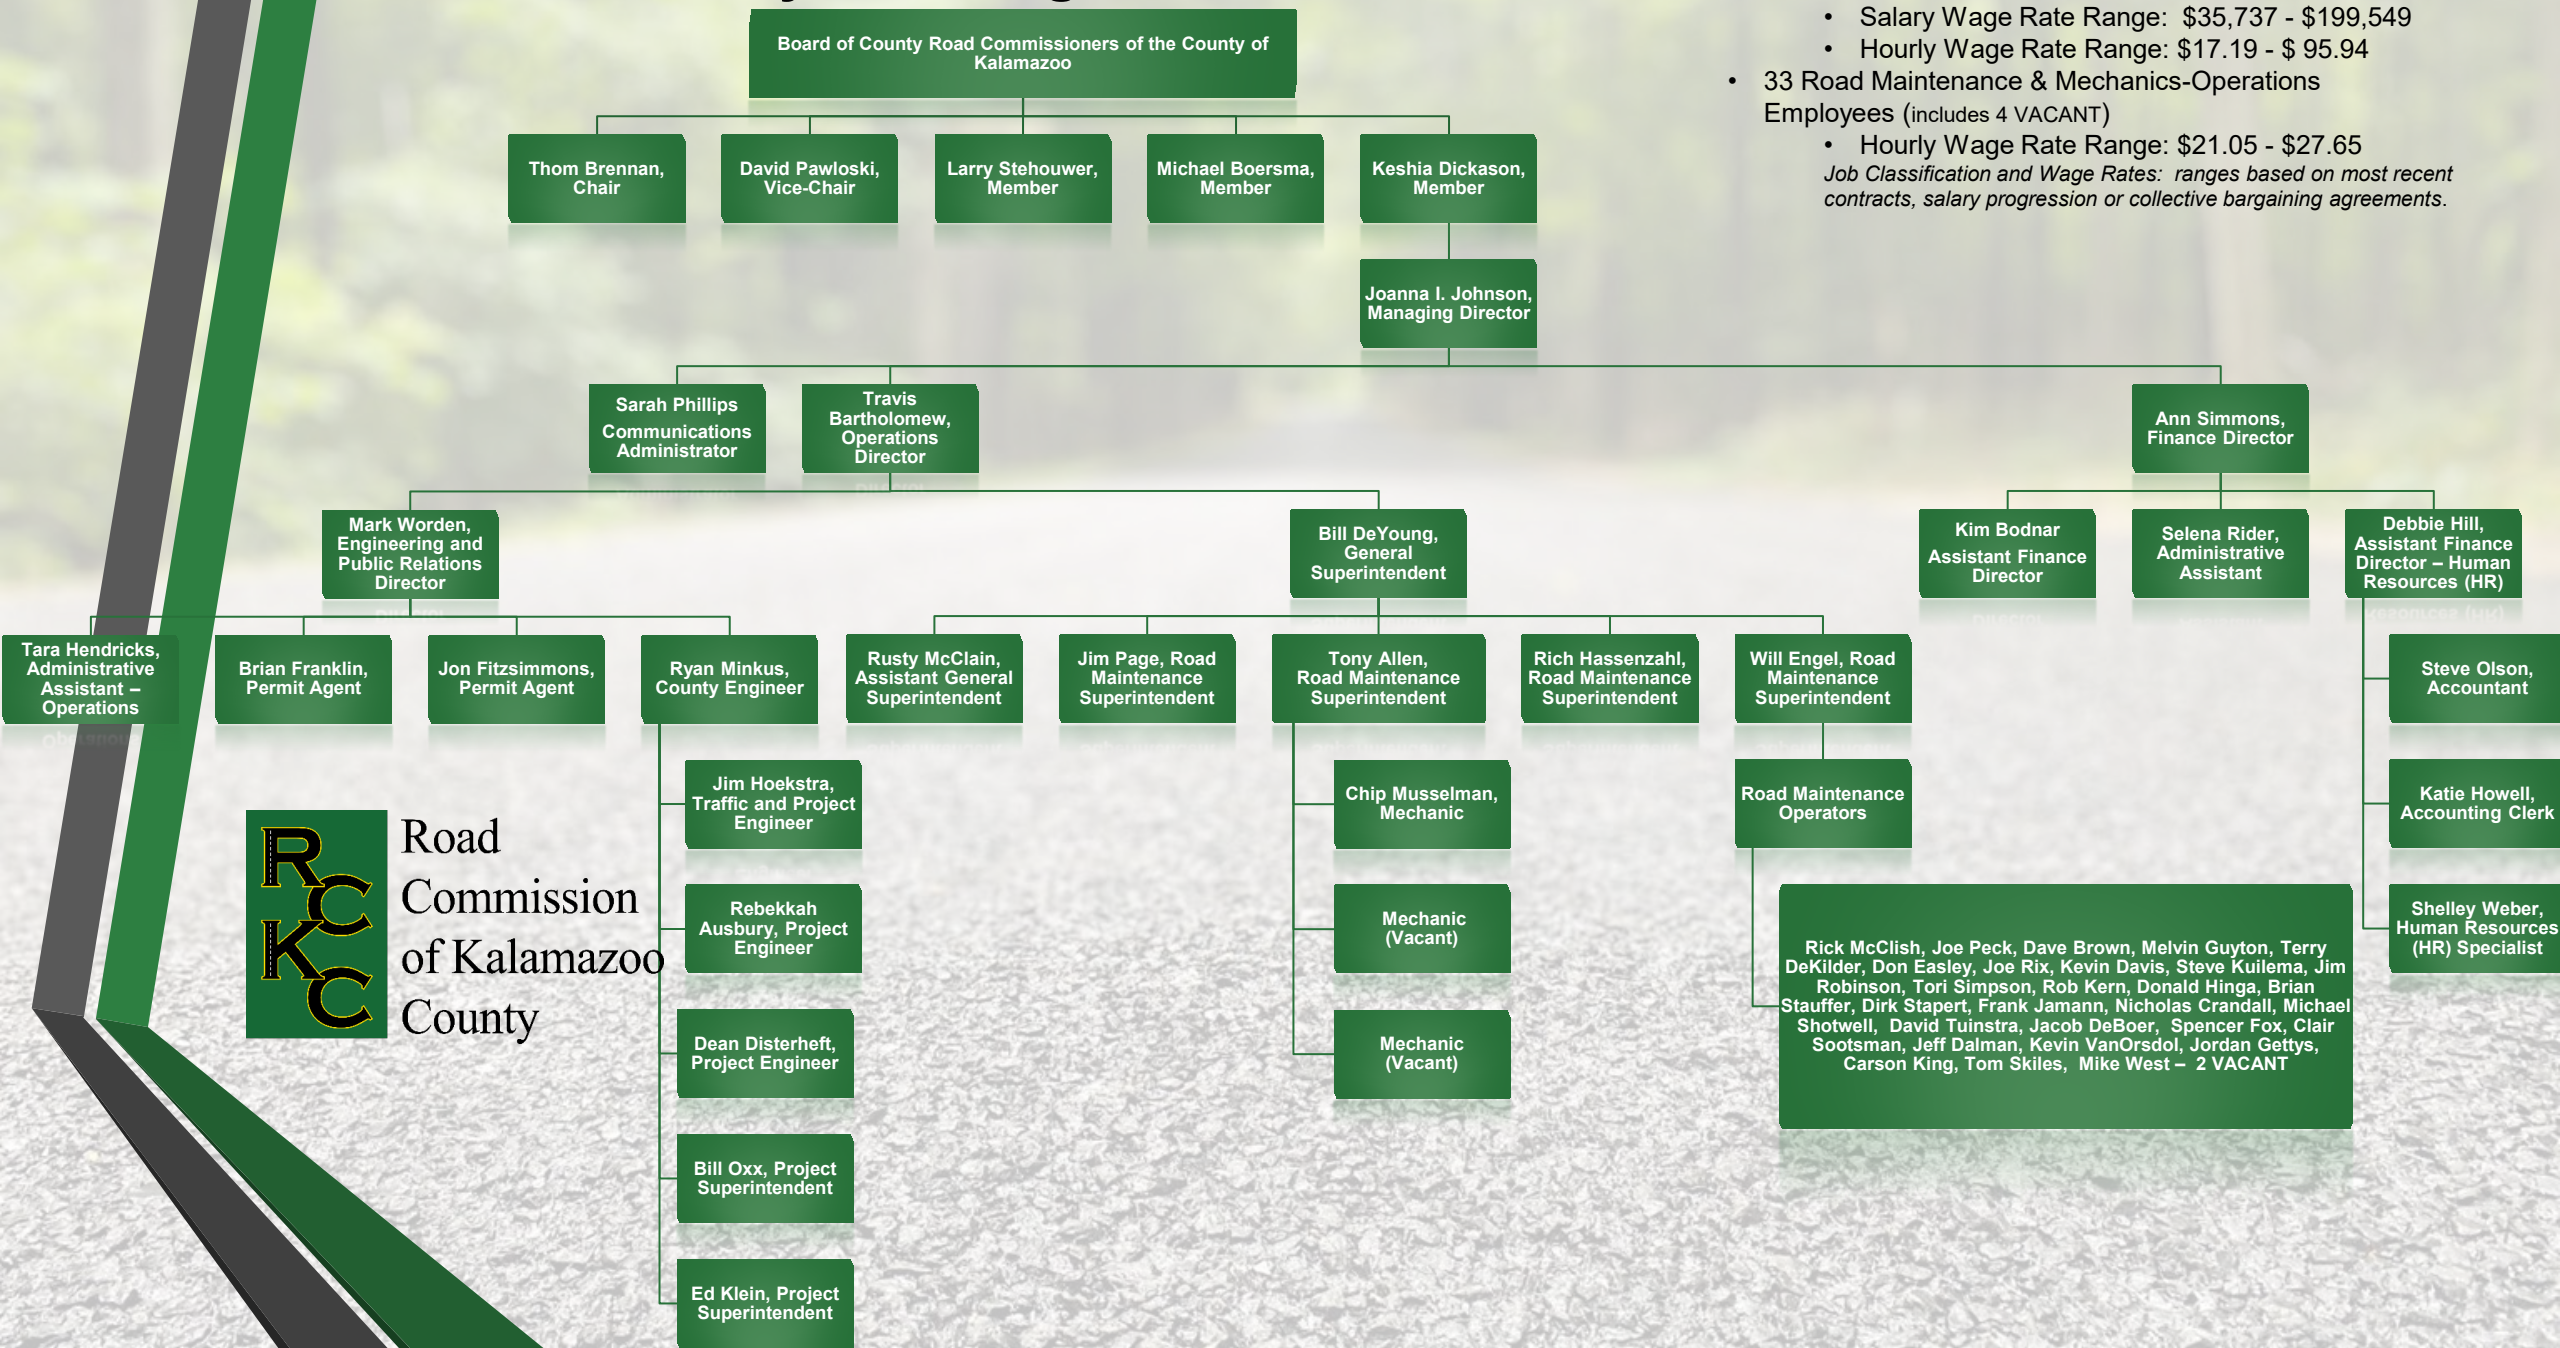 Board of County Road Commissioners of the County of
Kalamazoo
• Salary Wage Rate Range:  $35,737 - $199,549
• Hourly Wage Rate Range: $17.19 - $ 95.94
• 33 Road Maintenance & Mechanics-Operations
Employees (includes 4 VACANT)
• Hourly Wage Rate Range: $21.05 - $27.65
Job Classification and Wage Rates:  ranges based on most recent
contracts, salary progression or collective bargaining agreements.
Thom Brennan,
Chair
David Pawloski,
Vice-Chair
Larry Stehouwer,
Member
Michael Boersma,
Member
Keshia Dickason,
Member
Joanna I. Johnson,
Managing Director
Sarah Phillips
Communications
Administrator
Travis
Bartholomew,
Operations
Director
Ann Simmons,
Finance Director
Mark Worden,
Engineering and
Public Relations
Director
Bill DeYoung,
General
Superintendent
Kim Bodnar
Assistant Finance
Director
Selena Rider,
Administrative
Assistant
Debbie Hill,
Assistant Finance
Director – Human
Resources (HR)
Tara Hendricks,
Administrative
Assistant –
Operations
Brian Franklin,
Permit Agent
Jon Fitzsimmons,
Permit Agent
Ryan Minkus,
County Engineer
Rusty McClain,
Assistant General
Superintendent
Jim Page, Road
Maintenance
Superintendent
Tony Allen,
Road Maintenance
Superintendent
Rich Hassenzahl,
Road Maintenance
Superintendent
Will Engel, Road
Maintenance
Superintendent
Steve Olson,
Accountant
Jim Hoekstra,
Traffic and Project
Engineer
Chip Musselman,
Mechanic
Road Maintenance
Operators
Katie Howell,
Accounting Clerk
RCKC
Road
Commission
of Kalamazoo
County
Rebekkah
Ausbury, Project
Engineer
Mechanic
(Vacant)
Rick McClish, Joe Peck, Dave Brown, Melvin Guyton, Terry
DeKilder, Don Easley, Joe Rix, Kevin Davis, Steve Kuilema, Jim
Robinson, Tori Simpson, Rob Kern, Donald Hinga, Brian
Stauffer, Dirk Stapert, Frank Jamann, Nicholas Crandall, Michael
Shotwell,  David Tuinstra, Jacob DeBoer,  Spencer Fox, Clair
Sootsman, Jeff Dalman, Kevin VanOrsdol, Jordan Gettys,
Carson King, Tom Skiles,  Mike West –  2 VACANT
Shelley Weber,
Human Resources
(HR) Specialist
Dean Disterheft,
Project Engineer
Mechanic
(Vacant)
Bill Oxx, Project
Superintendent
Ed Klein, Project
Superintendent